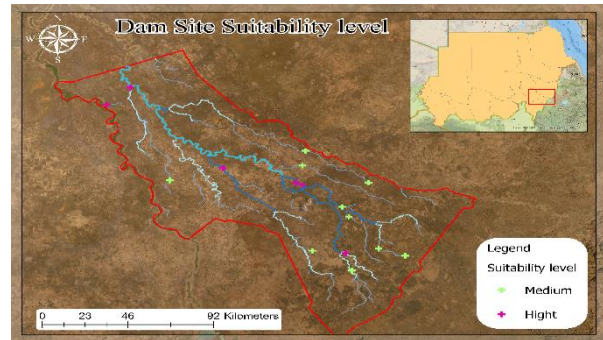 Dam Site Suitability level
N
W
E
S
Legend
Suitability level
Medium
Hight
0 23 46 92 Kilometers